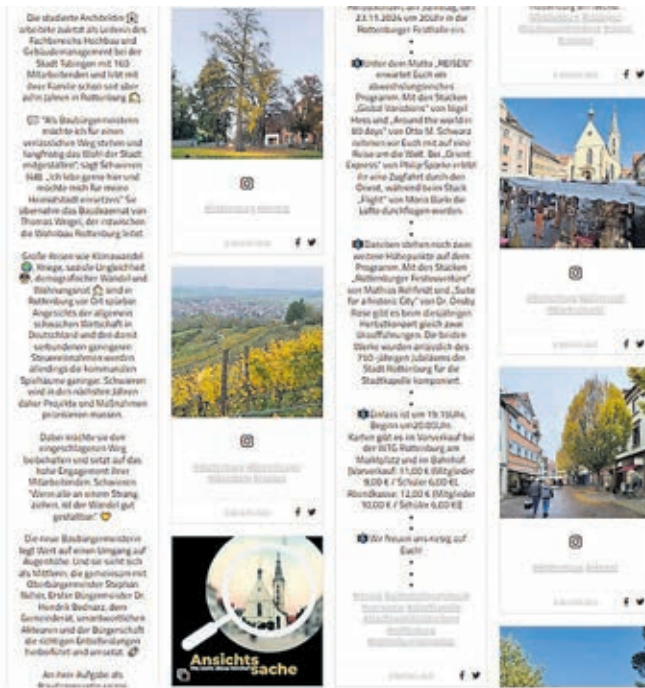 Die studierte Architektin
arbeitete zuletzt als Leiterin des
Fachbereichs Hochbau und
Gebäudemanagement bei der
Stadt Tübingen mit 160
Mitarbeitenden und lebt mit
ihrer Familie schon seit über
zehn Jahren in Rottenburg
"Als Baubürgermeisterin
möchte ich für einen
verlässlichen Weg stehen und
langfristig das Wohl der Stadt
mitgestalten", sagt Schweren
"Ich lebe gerne hier und
möchte mich für meine
Heimatstadt einsetzen." Sie
übernahm das Baudezernat von
Thomas Weigel, der inzwischen
die Wohnbau Rottenburg leitet.
Große Krisen wie Klimawandel
, Kriege, soziale Ungleichheit
, demografischer Wandel und
Wohnungsnot sind in
Rottenburg vor Ort spürbar.
Angesichts der allgemein
schwachen Wirtschaft in
Deutschland und den damit
verbundenen geringeren
Steuereinnahmen werden
allerdings die kommunalen
Spielräume geringer. Schweren
wird in den nächsten Jahren
daher Projekte und Maßnahmen
priorisieren müssen.
Dabei möchte sie den
eingeschlagenen Weg
beibehalten und setzt auf das
hohe Engagement ihrer
Mitarbeitenden. Schweren:
"Wenn alle an einem Strang
ziehen, ist der Wandel gut
gestaltbar."
Die neue Baubürgermeisterin
legt Wert auf einen Umgang auf
Augenhöhe. Und sie sieht sich
als Mittlerin, die gemeinsam mit
Oberbürgermeister Stephan
Neher, Erster Bürgermeister Dr.
Hendrik Bednarz, dem
Gemeinderat, verantwortlichen
Akteuren und der Bürgerschaft
die richtigen Entscheidungen
herbeiführt und umsetzt.
An ihrer Aufgabe als
Ansichts
sache
23.11.2024 um 20Uhr in die
Rottenburger Festhalle ein.
Unter dem Motto „REISEN"
erwartet Euch ein
abwechslungsreiches
Programm. Mit den Stücken
„Global Variations" von Nigel
Hess und „Around the world in
80 days" von Otto M. Schwarz
nehmen wir Euch mit auf eine
Reise um die Welt. Bei „Orient
Express" von Philip Sparke erlebt
ihr eine Zugfahrt durch den
Orient, während beim Stück
„Flight" von Mario Bürki die
Lüfte durchflogen werden.
Daneben stehen noch zwei
weitere Höhepunkte auf dem
Programm. Mit den Stücken
„Rottenburger Festouvertüre"
von Mathias Rehfeldt und „Suite
for a historic City" von Dr. Onsby
Rose gibt es beim diesjährigen
Herbstkonzert gleich zwei
Uraufführungen. Die beiden
Werke wurden anlässlich des
750-jährigen Jubiläums der
Stadt Rottenburg für die
Stadtkapelle komponiert.
Einlass ist um 19:15Uhr,
Beginn um 20:00Uhr.
Karten gibt es im Vorverkauf bei
der WTG Rottenburg am
Marktplatz und im Bahnhof
(Vorverkauf: 11,00 € (Mitglieder
9,00 € / Schüler 6,00 €),
Abendkasse: 12,00 € (Mitglieder
10,00 € / Schüler 6,00 €))
Wir freuen uns riesig auf
Euch!